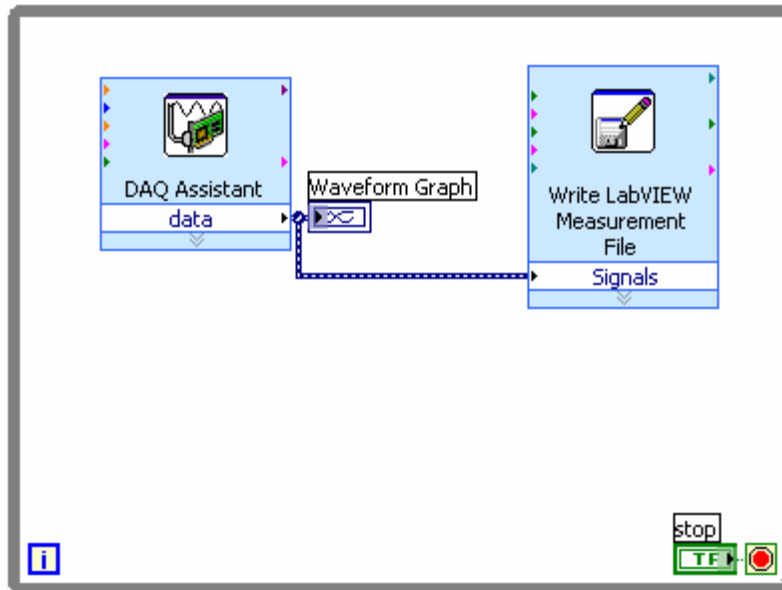 DAQ Assistant
data
Waveform Graph
Write LabVIEW
Measurement
File
Signals
i
stop
TF